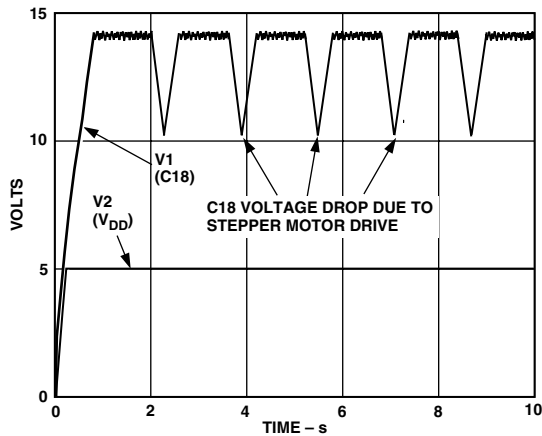 15
10
5
0
VOLTS
V1
(C18)
V2
(VDD)
C18 VOLTAGE DROP DUE TO
STEPPER MOTOR DRIVE
0 2 4 6 8 10
TIME – s